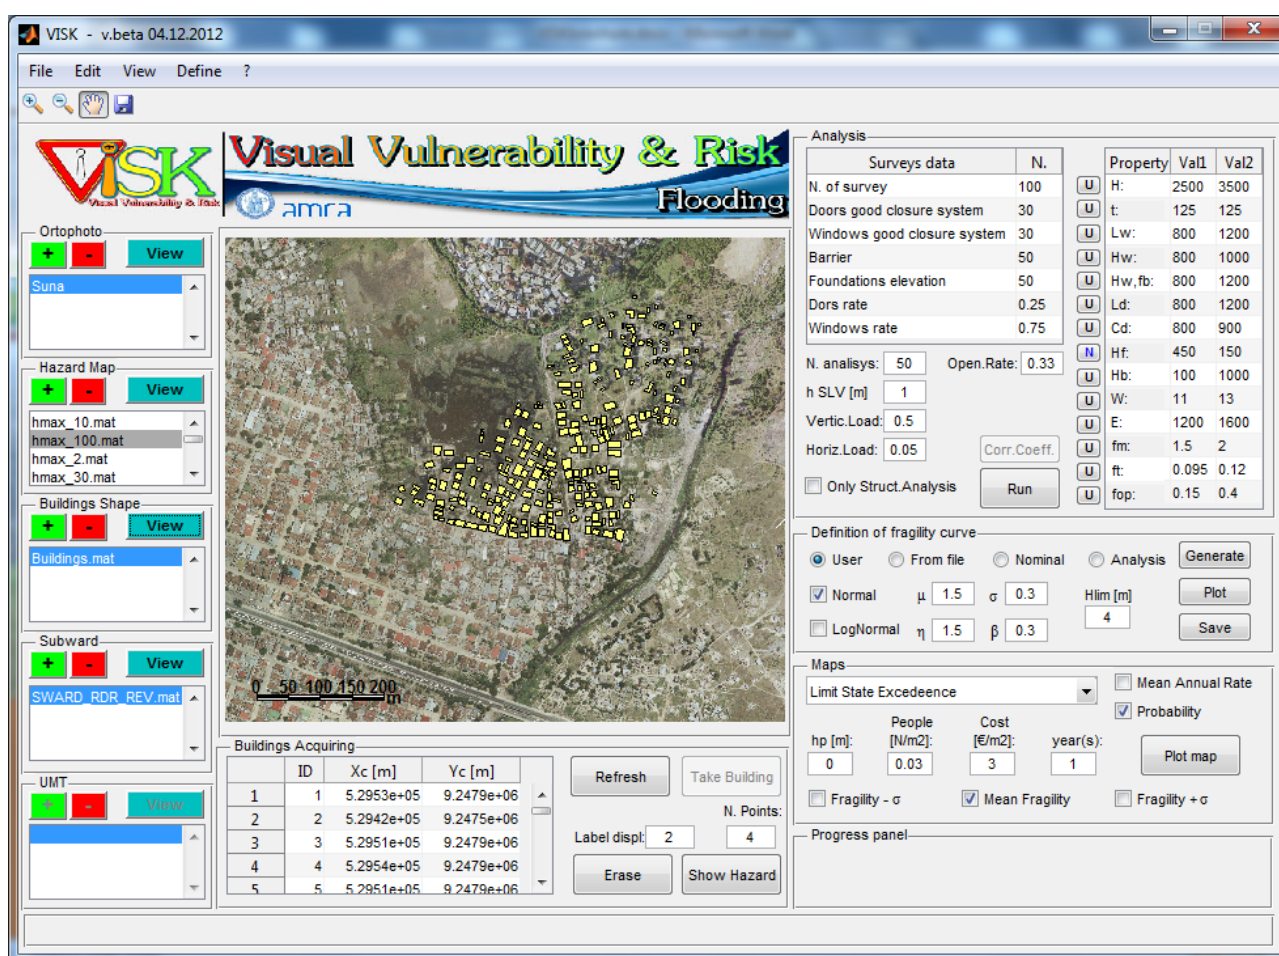 VISK - v.beta 04.12.2012
File Edit View Define ?
ViSK
Visual Vulnerability & Risk
Visual Vulnerability & Risk
Flooding
amra
Ortophoto
+ - View
Suna
Hazard Map
+ - View
hmax_10.mat
hmax_100.mat
hmax_2.mat
hmax_30.mat
Buildings Shape
+ - View
Buildings.mat
Subward
+ - View
SWARD_RDR_REV.mat
UMT
+ - View
0 50 100 150 200
m
Buildings Acquiring
ID Xc [m] Yc [m]
1 1 5.2953e+05 9.2479e+06
2 2 5.2942e+05 9.2475e+06
3 3 5.2951e+05 9.2479e+06
4 4 5.2954e+05 9.2479e+06
5 5 5.2951e+05 9.2479e+06
Refresh Take Building
N. Points:
Label displ: 2 4
Erase Show Hazard
Analysis
Surveys data N.
N. of survey 100
Doors good closure system 30
Windows good closure system 30
Barrier 50
Foundations elevation 50
Dors rate 0.25
Windows rate 0.75
N. analisys: 50 Open.Rate: 0.33
h SLV [m] 1
Vertic.Load: 0.5
Horiz.Load: 0.05 Corr.Coeff.
Only Struct.Analysis Run
Property Val1 Val2
U H: 2500 3500
U t: 125 125
U Lw: 800 1200
U Hw: 800 1000
U Hw,fb: 800 1200
U Ld: 800 1200
U Cd: 800 900
N Hf: 450 150
U Hb: 100 1000
U W: 11 13
U E: 1200 1600
U fm: 1.5 2
U ft: 0.095 0.12
U fop: 0.15 0.4
Definition of fragility curve
User From file Nominal Analysis Generate
Normal μ 1.5 σ 0.3 Hlim [m] Plot
4
LogNormal η 1.5 β 0.3 Save
Maps
Limit State Excedeence Mean Annual Rate
Probability
People Cost
hp [m]: [N/m2]: [€/m2]: year(s):
0 0.03 3 1 Plot map
Fragility - σ Mean Fragility Fragility + σ
Progress panel